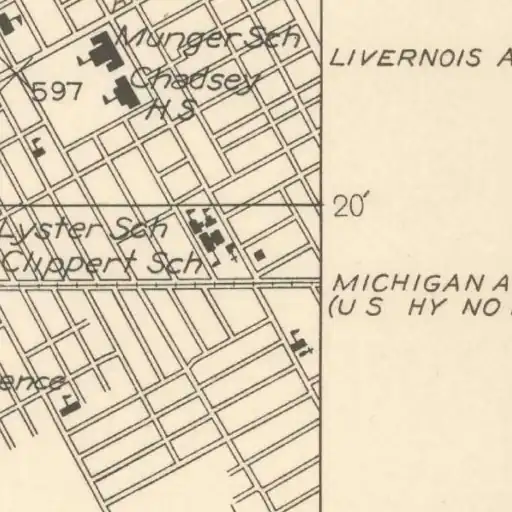 Munger Sch
LIVERNOIS A
Chadsey
H S
597
20′
Lyster Sch
Clippert Sch
MICHIGAN A
(U S HY NO
ence